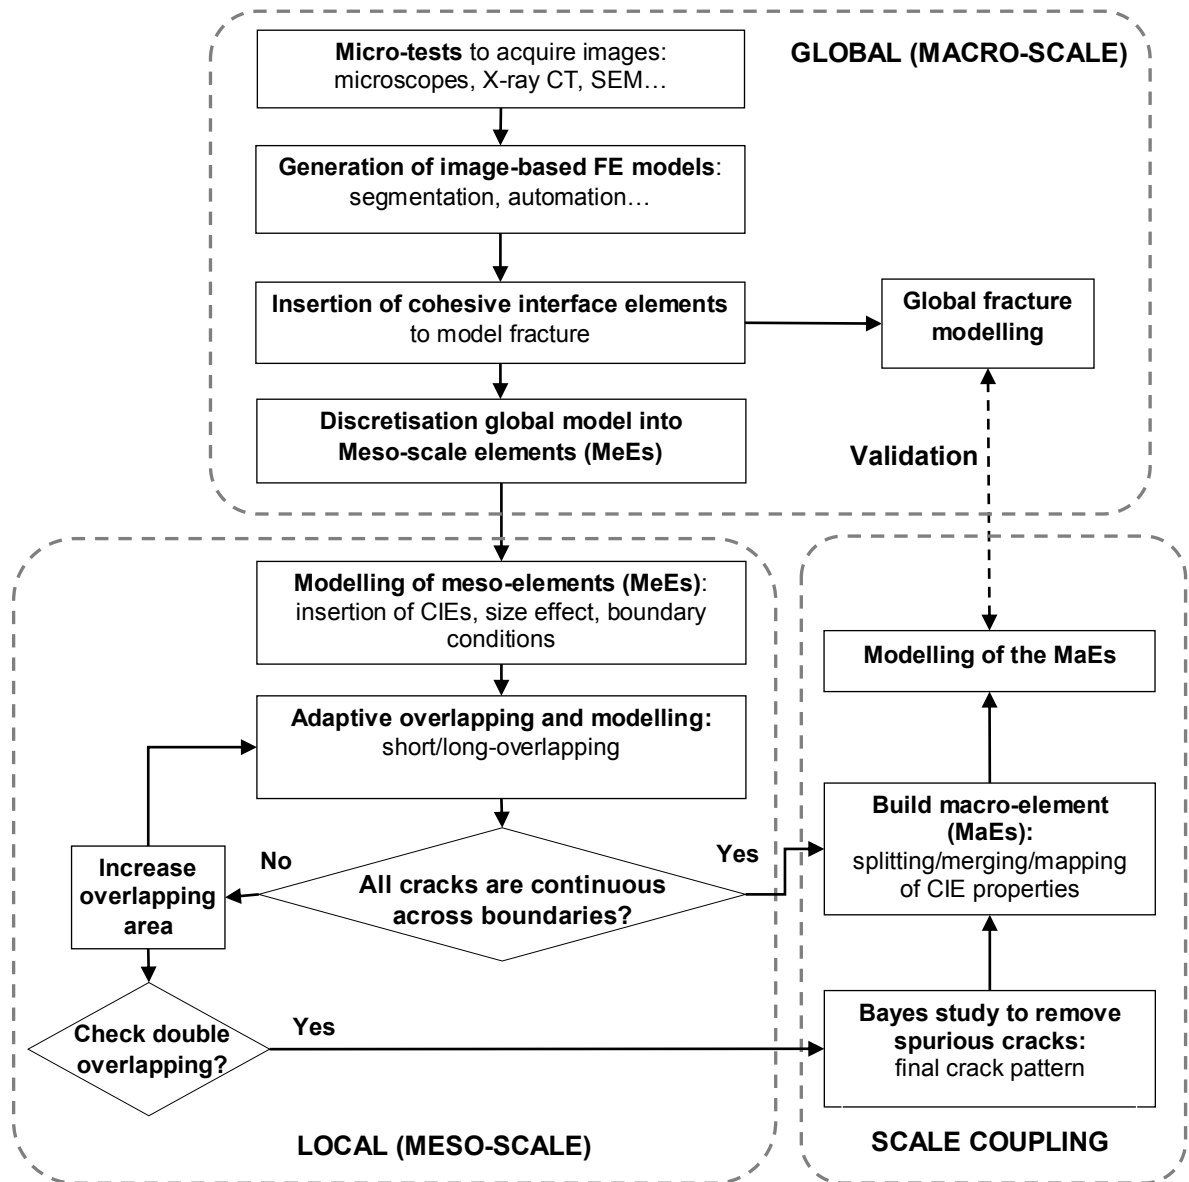 Micro-tests to acquire images:
microscopes, X-ray CT, SEM…
GLOBAL (MACRO-SCALE)
Generation of image-based FE models:
segmentation, automation…
Insertion of cohesive interface elements
to model fracture
Global fracture
modelling
Discretisation global model into
Meso-scale elements (MeEs)
Validation
Modelling of meso-elements (MeEs):
insertion of CIEs, size effect, boundary
conditions
Adaptive overlapping and modelling:
short/long-overlapping
All cracks are continuous
across boundaries?
No
Yes
Increase
overlapping
area
Check double
overlapping?
Yes
LOCAL (MESO-SCALE)
Modelling of the MaEs
Build macro-element
(MaEs):
splitting/merging/mapping
of CIE properties
Bayes study to remove
spurious cracks:
final crack pattern
SCALE COUPLING